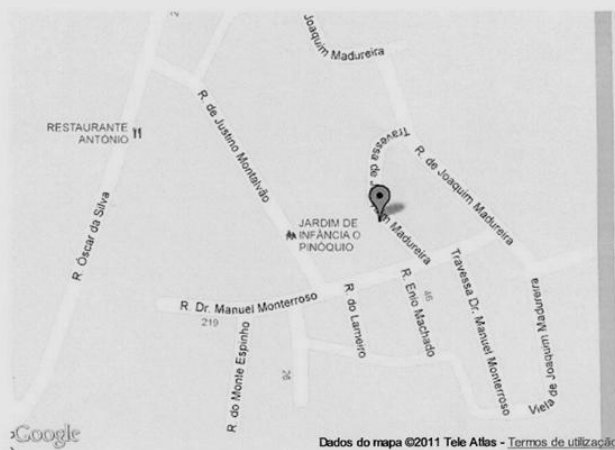 Joaquim Madureira
RESTAURANTE
ANTÓNIO
R. de Justino Montalvão
Travessa de Joaquim Madureira
R. de Joaquim Madureira
R. Óscar da Silva
JARDIM DE
INFÂNCIA O
PINÓQUIO
R. Dr. Manuel Monterroso
219
R. do Monte Espinho
26
R. do Lameiro
R. Enio Machado
46
Travessa Dr. Manuel Monterroso
Viela de Joaquim Madureira
Google
Dados do mapa ©2011 Tele Atlas - Termos de utilização